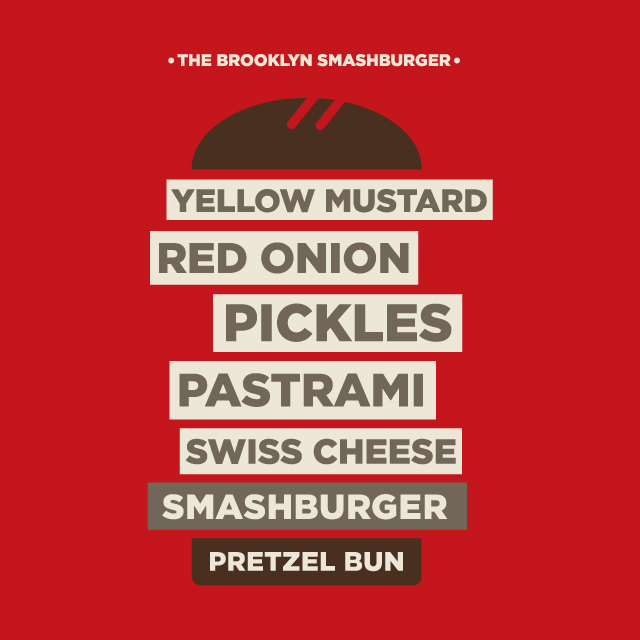 • THE BROOKLYN SMASHBURGER •
YELLOW MUSTARD
RED ONION
PICKLES
PASTRAMI
SWISS CHEESE
SMASHBURGER
PRETZEL BUN